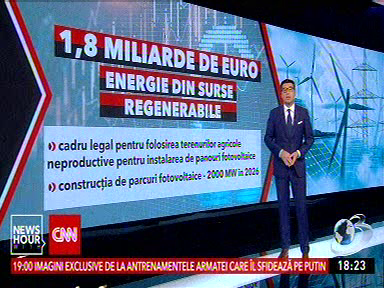 1,8 MILIARDE DE EURO
ENERGIE DIN SURSE
REGENERABILE
cadru legal pentru folosirea terenurilor agricole
neproductive pentru instalarea de panouri fotovoltaice
construcția de parcuri fotovoltaice - 2000 MW în 2026
NEWS
HOUR
WITH
CNN
18:23
19:00 IMAGINI EXCLUSIVE DE LA ANTRENAMENTELE ARMATEI CARE ÎL SFIDEAZĂ PE PUTIN